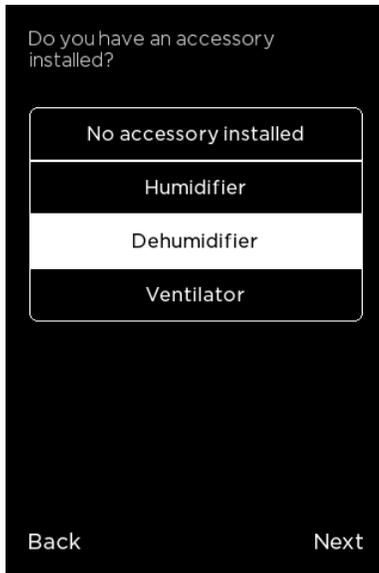 Do you have an accessory
installed?
No accessory installed
Humidifier
Dehumidifier
Ventilator
Back
Next